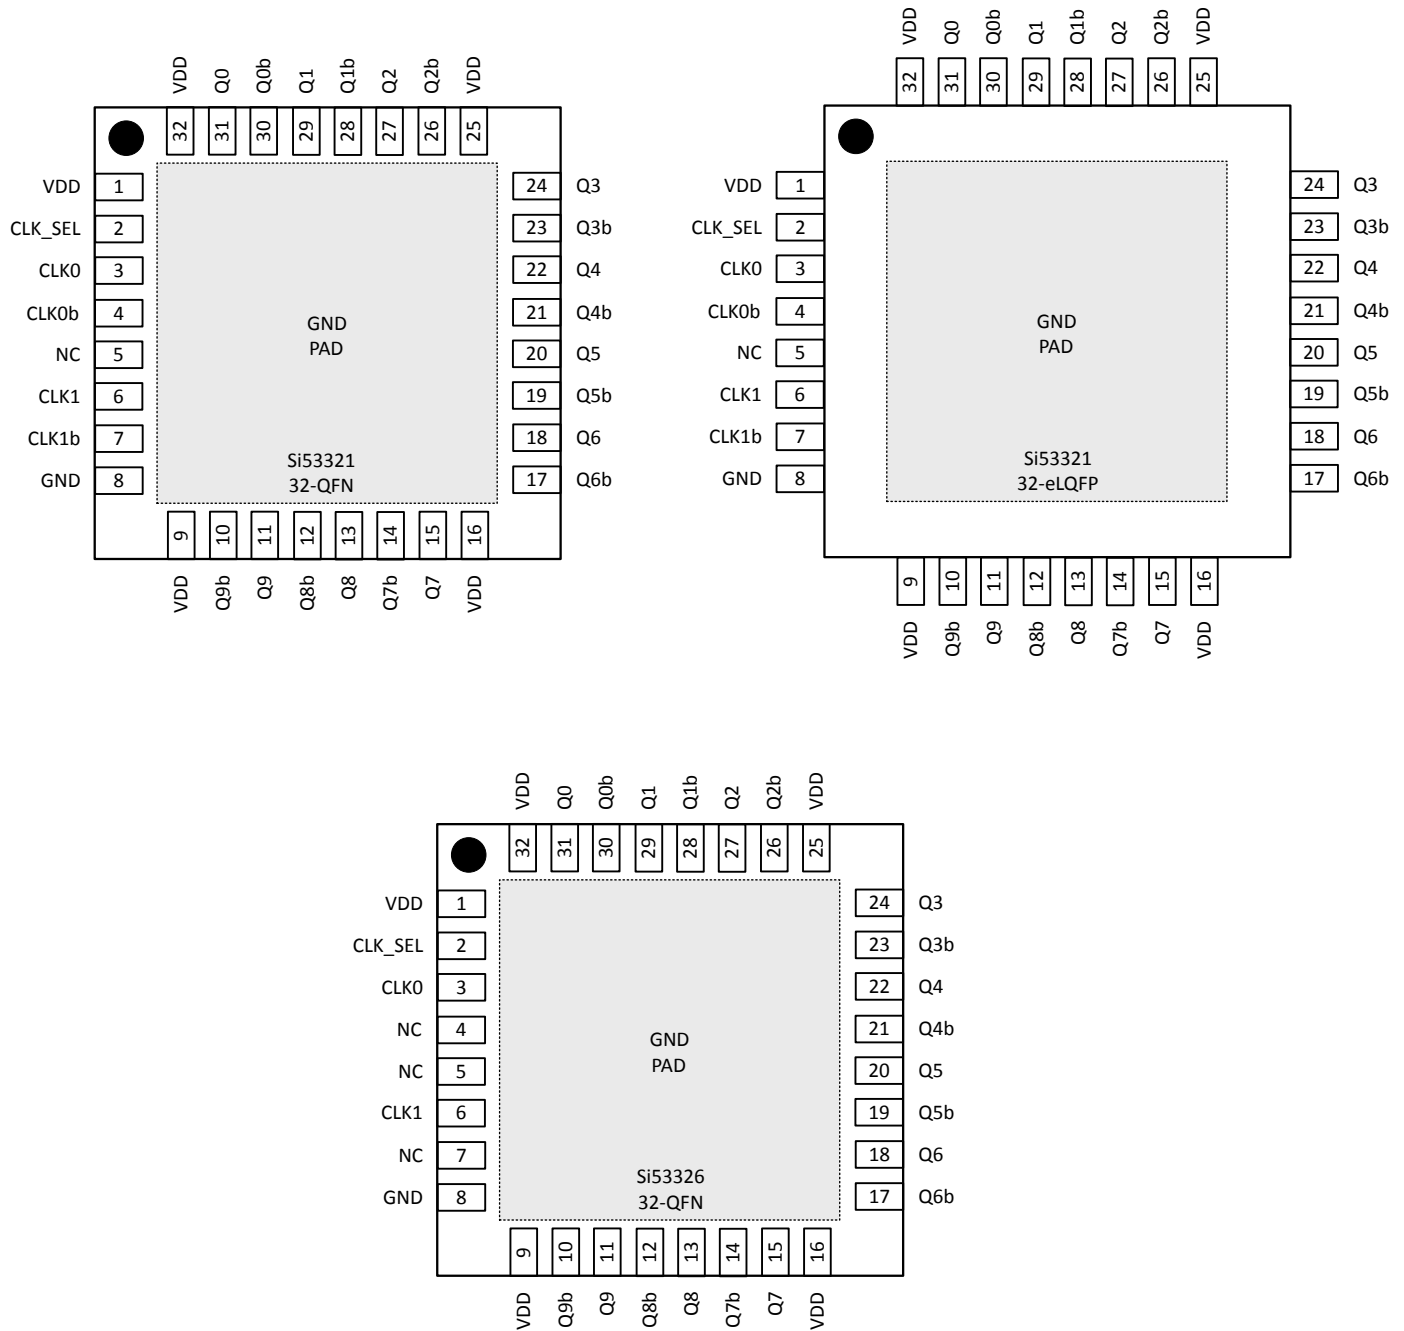 VDD Q0 Q0b Q1 Q1b Q2 Q2b VDD
32 31 30 29 28 27 26 25
VDD 1 24 Q3
CLK_SEL 2 23 Q3b
CLK0 3 22 Q4
CLK0b 4 21 Q4b
NC 5 20 Q5
CLK1 6 19 Q5b
CLK1b 7 18 Q6
GND 8 17 Q6b
GND
PAD
Si53321
32-QFN
9 10 11 12 13 14 15 16
VDD Q9b Q9 Q8b Q8 Q7b Q7 VDD
VDD Q0 Q0b Q1 Q1b Q2 Q2b VDD
32 31 30 29 28 27 26 25
VDD 1 24 Q3
CLK_SEL 2 23 Q3b
CLK0 3 22 Q4
CLK0b 4 21 Q4b
NC 5 20 Q5
CLK1 6 19 Q5b
CLK1b 7 18 Q6
GND 8 17 Q6b
GND
PAD
Si53321
32-eLQFP
9 10 11 12 13 14 15 16
VDD Q9b Q9 Q8b Q8 Q7b Q7 VDD
VDD Q0 Q0b Q1 Q1b Q2 Q2b VDD
32 31 30 29 28 27 26 25
VDD 1 24 Q3
CLK_SEL 2 23 Q3b
CLK0 3 22 Q4
NC 4 21 Q4b
NC 5 20 Q5
CLK1 6 19 Q5b
NC 7 18 Q6
GND 8 17 Q6b
GND
PAD
Si53326
32-QFN
9 10 11 12 13 14 15 16
VDD Q9b Q9 Q8b Q8 Q7b Q7 VDD